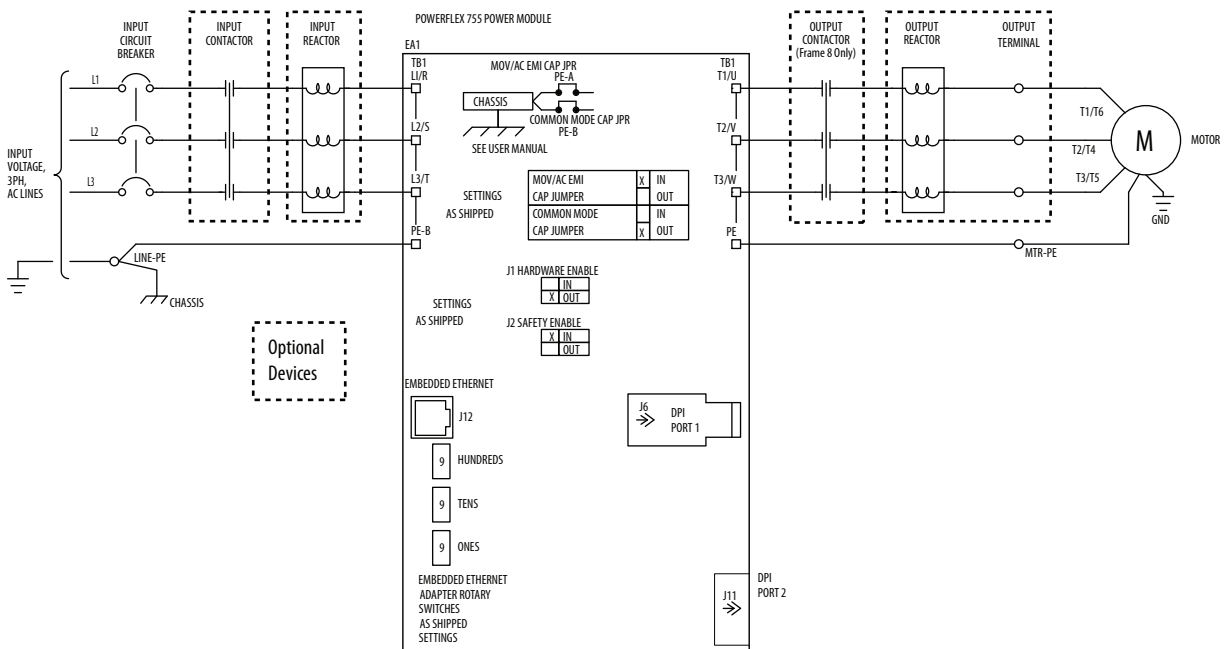 POWERFLEX 755 POWER MODULE
INPUT
CIRCUIT
BREAKER
INPUT
CONTACTOR
INPUT
REACTOR
EA1
OUTPUT
CONTACTOR
(Frame 8 Only)
OUTPUT
REACTOR
OUTPUT
TERMINAL
INPUT
VOLTAGE,
3PH,
AC LINES
L1
L2
L3
LINE-PE
CHASSIS
TB1
LI/R
L2/S
L3/T
PE-B
MOV/AC EMI CAP JPR
PE-A
CHASSIS
COMMON MODE CAP JPR
PE-B
SEE USER MANUAL
SETTINGS
AS SHIPPED
MOV/AC EMI X IN
CAP JUMPER OUT
COMMON MODE IN
CAP JUMPER X OUT
TB1
T1/U
T2/V
T3/W
PE
T1/T6
T2/T4
T3/T5
M
MOTOR
GND
MTR-PE
J1 HARDWARE ENABLE
IN
X OUT
SETTINGS
AS SHIPPED
J2 SAFETY ENABLE
X IN
OUT
Optional
Devices
EMBEDDED ETHERNET
J12
9 HUNDREDS
9 TENS
9 ONES
EMBEDDED ETHERNET
ADAPTER ROTARY
SWITCHES
AS SHIPPED
SETTINGS
J6
DPI
PORT 1
J11
DPI
PORT 2